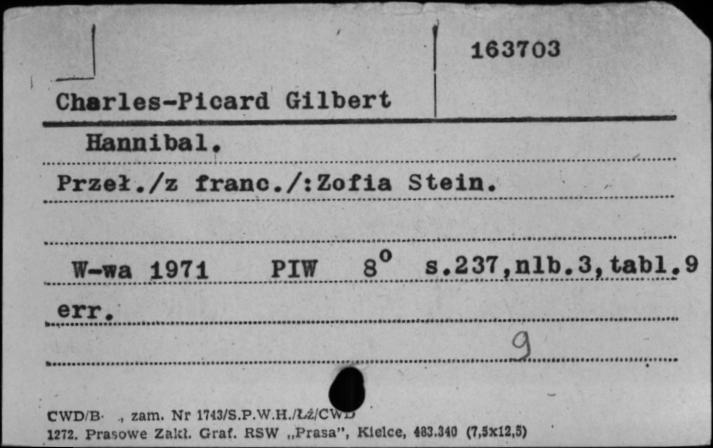 163703
Charles-Picard Gilbert
Hannibal.
Przeł./z franc./:Zofia Stein.
W-wa 1971 PIW 8° s.237,nlb.3,tabl.9
err.
9
CWD/B- , zam. Nr 1743/S.P.W.H./Łź/CWD
1272. Prasowe Zakł. Graf. RSW „Prasa”, Kielce, 483.340 (7,5x12,5)